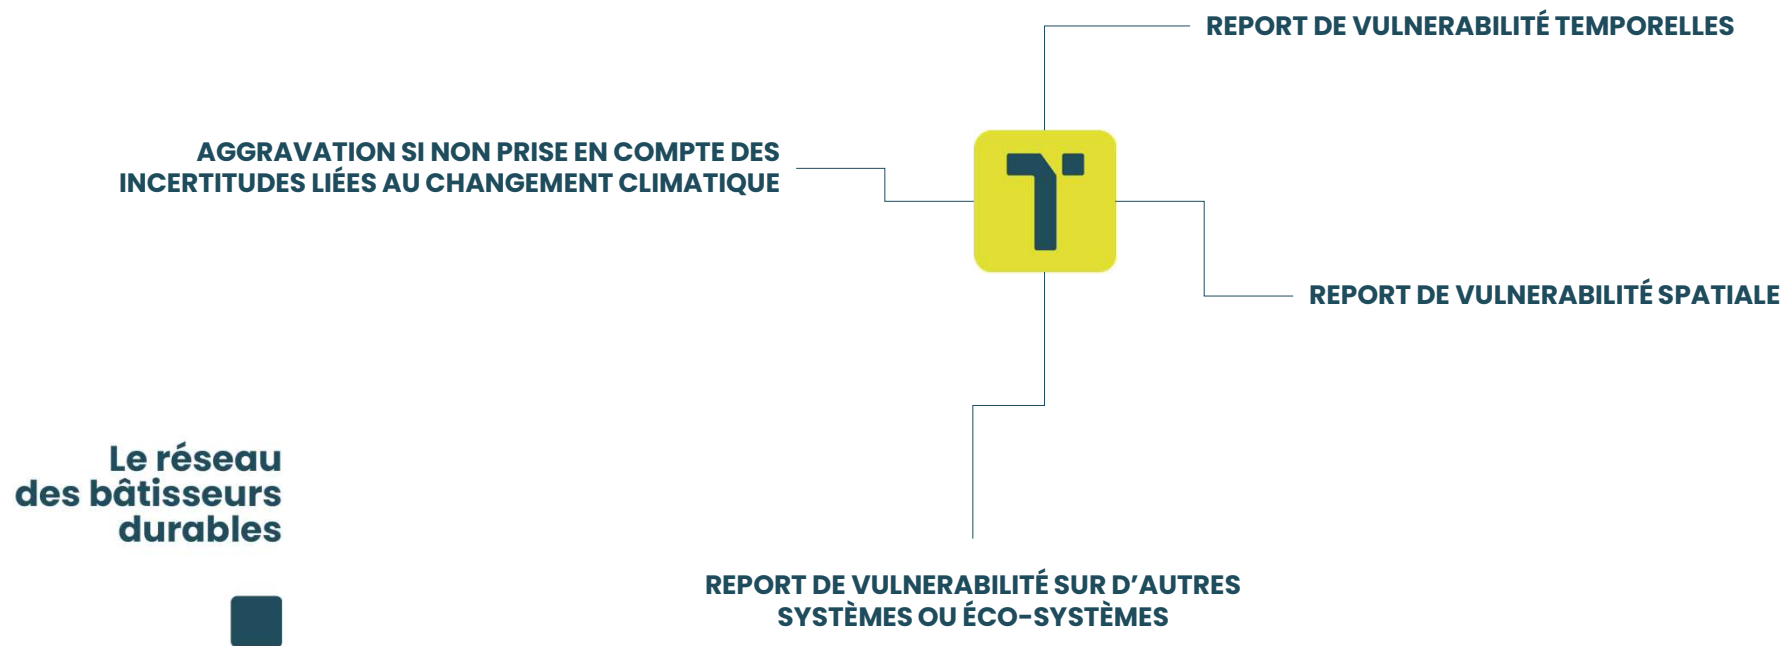 REPORT DE VULNERABILITÉ TEMPORELLES
AGGRAVATION SI NON PRISE EN COMPTE DES
INCERTITUDES LIÉES AU CHANGEMENT CLIMATIQUE
REPORT DE VULNERABILITÉ SPATIALE
Le réseau
des bâtisseurs
durables
REPORT DE VULNERABILITÉ SUR D’AUTRES
SYSTÈMES OU ÉCO-SYSTÈMES